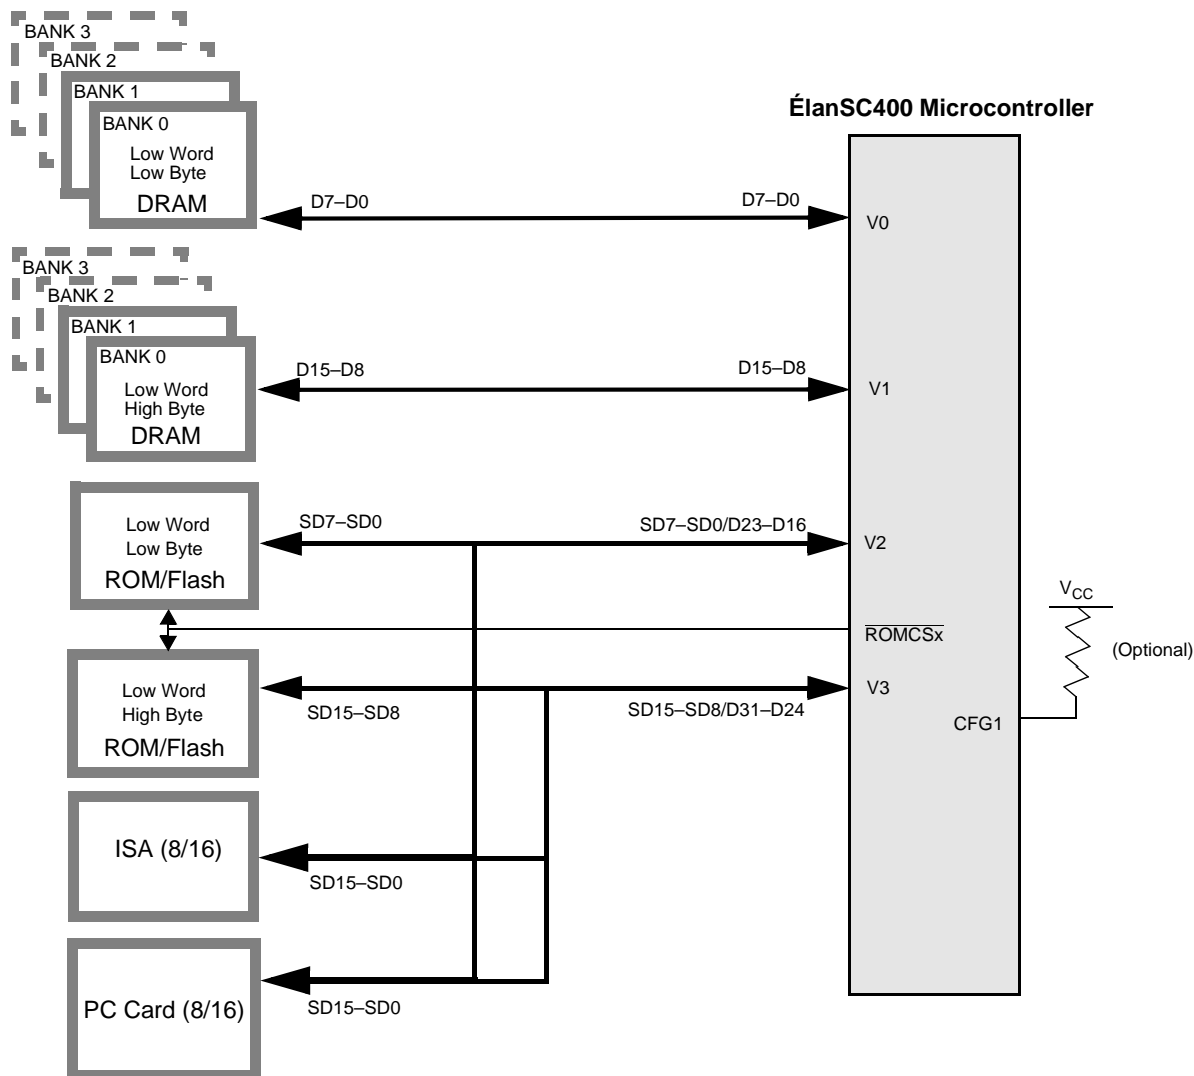 BANK 3
BANK 2
BANK 1
BANK 0
Low Word
Low Byte
DRAM
ÉlanSC400 Microcontroller
D7–D0
D7–D0
V0
BANK 3
BANK 2
BANK 1
BANK 0
Low Word
High Byte
DRAM
D15–D8
D15–D8
V1
Low Word
Low Byte
ROM/Flash
SD7–SD0
SD7–SD0/D23–D16
V2
ROMCSx
VCC
(Optional)
Low Word
High Byte
ROM/Flash
SD15–SD8
SD15–SD8/D31–D24
V3
CFG1
ISA (8/16)
SD15–SD0
PC Card (8/16)
SD15–SD0